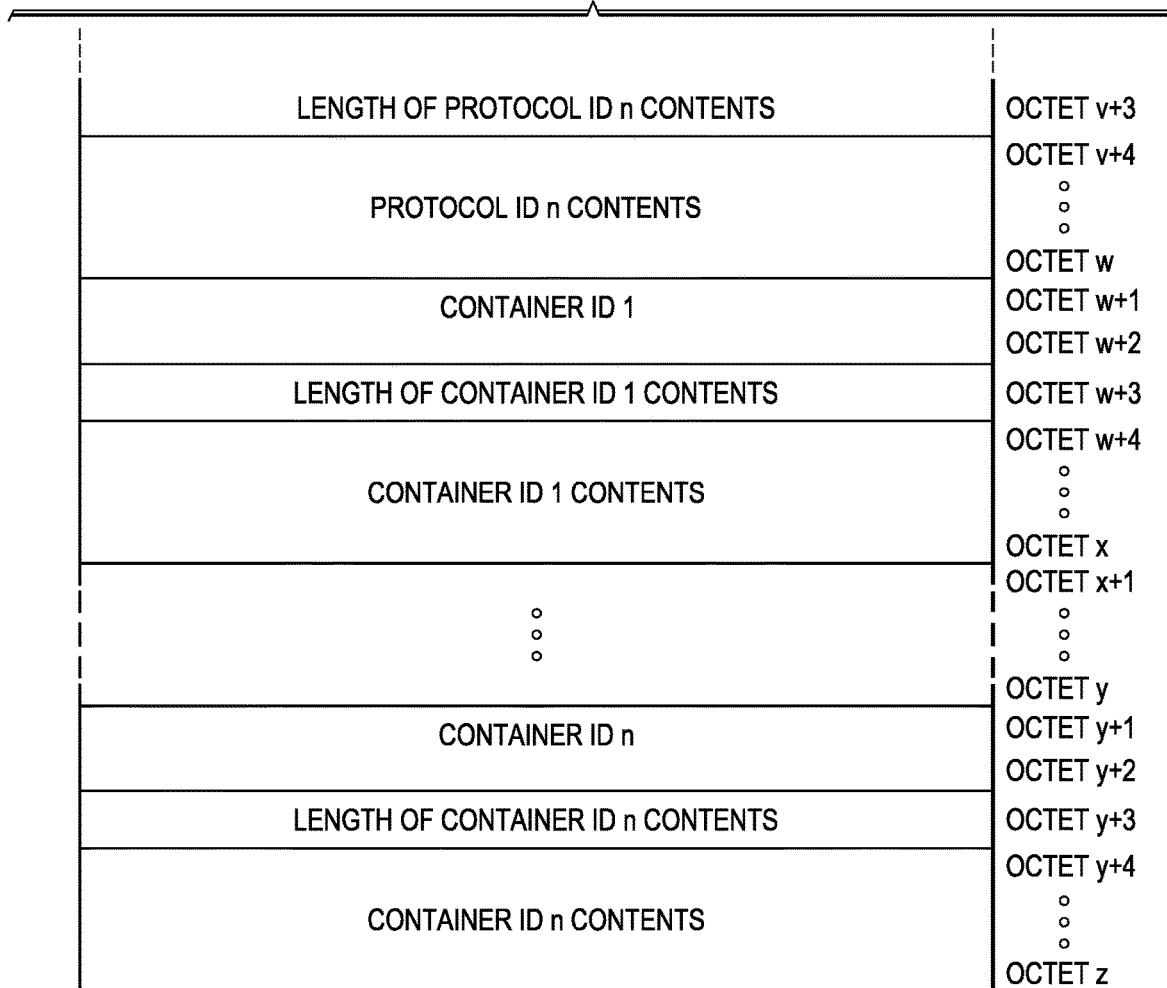 LENGTH OF PROTOCOL ID n CONTENTS OCTET v+3
OCTET v+4
PROTOCOL ID n CONTENTS
OCTET w
CONTAINER ID 1 OCTET w+1
OCTET w+2
LENGTH OF CONTAINER ID 1 CONTENTS OCTET w+3
OCTET w+4
CONTAINER ID 1 CONTENTS
OCTET x
OCTET x+1
OCTET y
CONTAINER ID n OCTET y+1
OCTET y+2
LENGTH OF CONTAINER ID n CONTENTS OCTET y+3
OCTET y+4
CONTAINER ID n CONTENTS
OCTET z